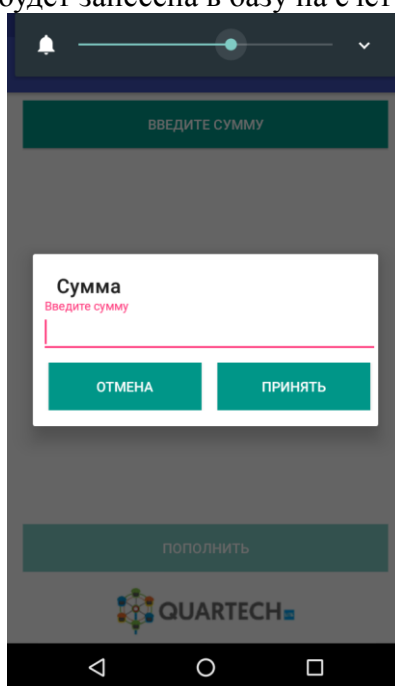 будет занесена в базу на счет
ВВЕДИТЕ СУММУ
Сумма
Введите сумму
ОТМЕНА ПРИНЯТЬ
ПОПОЛНИТЬ
QUARTECH